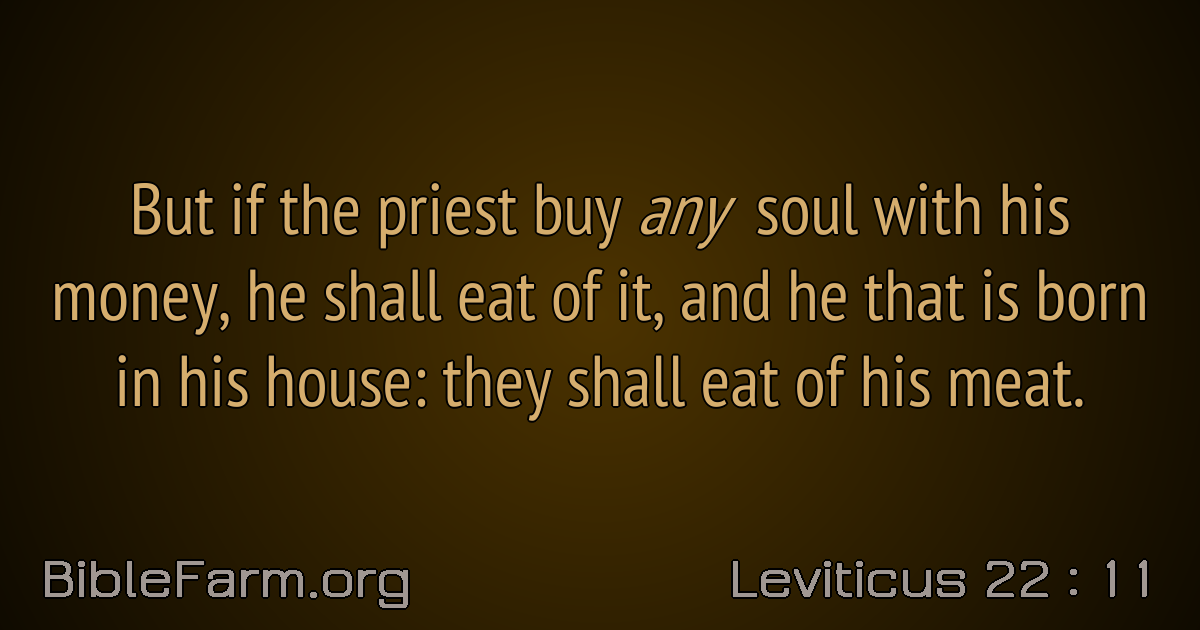 But if the priest buy any soul with his
money, he shall eat of it, and he that is born
in his house: they shall eat of his meat.
BibleFarm.org
Leviticus 22 : 11